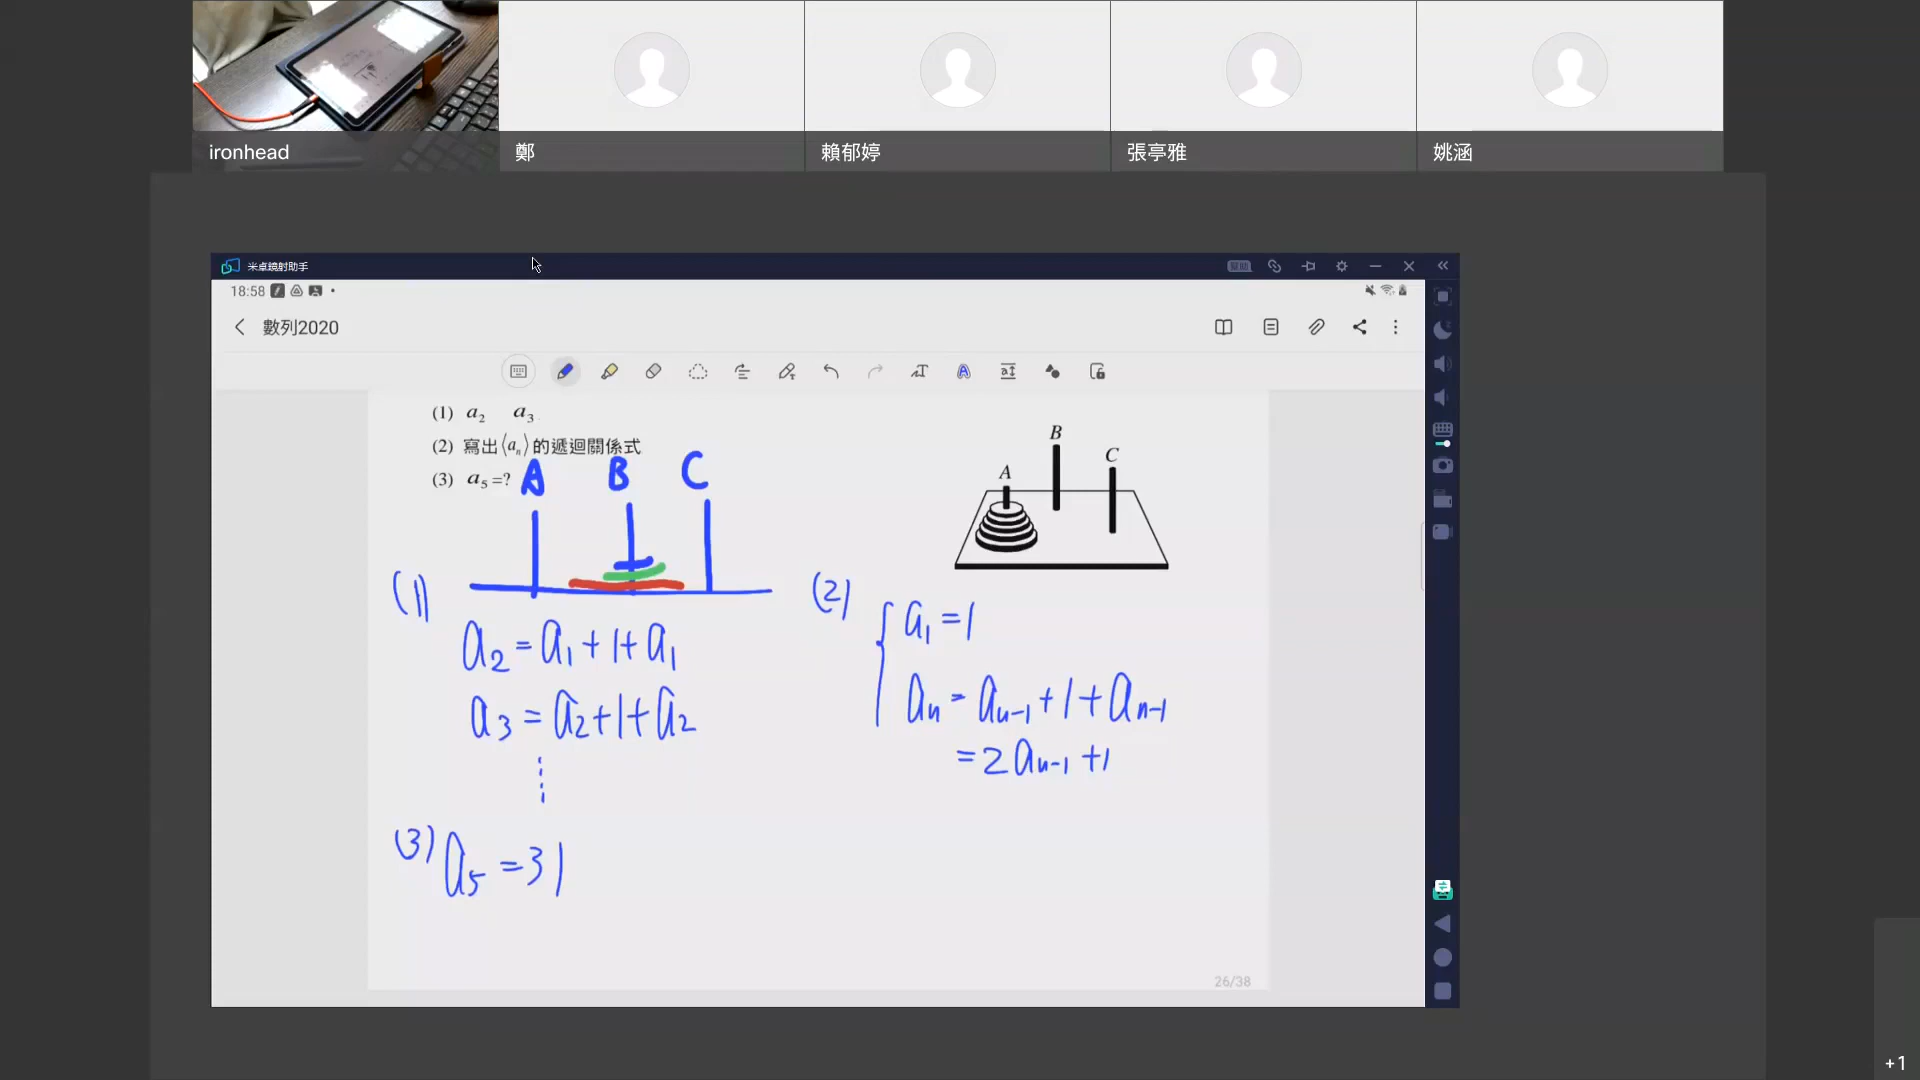 ironhead
鄭
賴郁婷
張亭雅
姚涵
米卓鏡射助手
18:58
數列2020
(1) a₂ a₃
(2) 寫出⟨aₙ⟩的遞迴關係式
(3) a₅=?
A B C
B
C
A
(1)
a₂ = a₁ + 1 + a₁
a₃ = a₂ + 1 + a₂
(2)
a₁ = 1
aₙ = aₙ₋₁ + 1 + aₙ₋₁
= 2aₙ₋₁ + 1
(3) a₅ = 31
26/38
+1